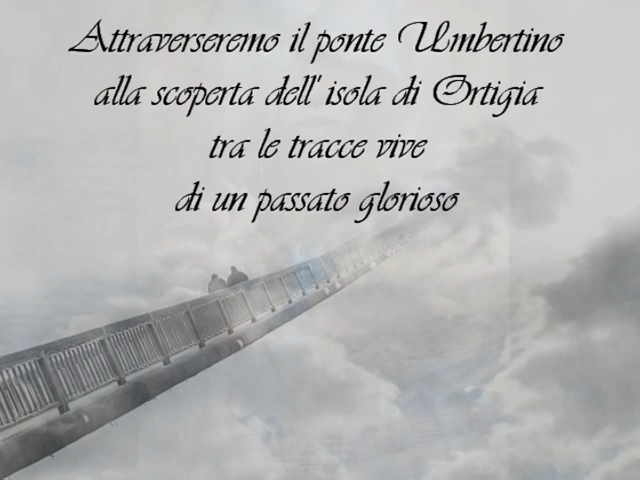 Attraverseremo il ponte Umbertino
alla scoperta dell' isola di Ortigia
tra le tracce vive
di un passato glorioso